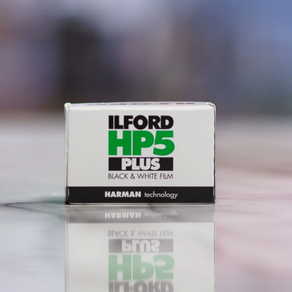 ILFORD
HP5
PLUS
BLACK & WHITE FILM
HARMAN technology